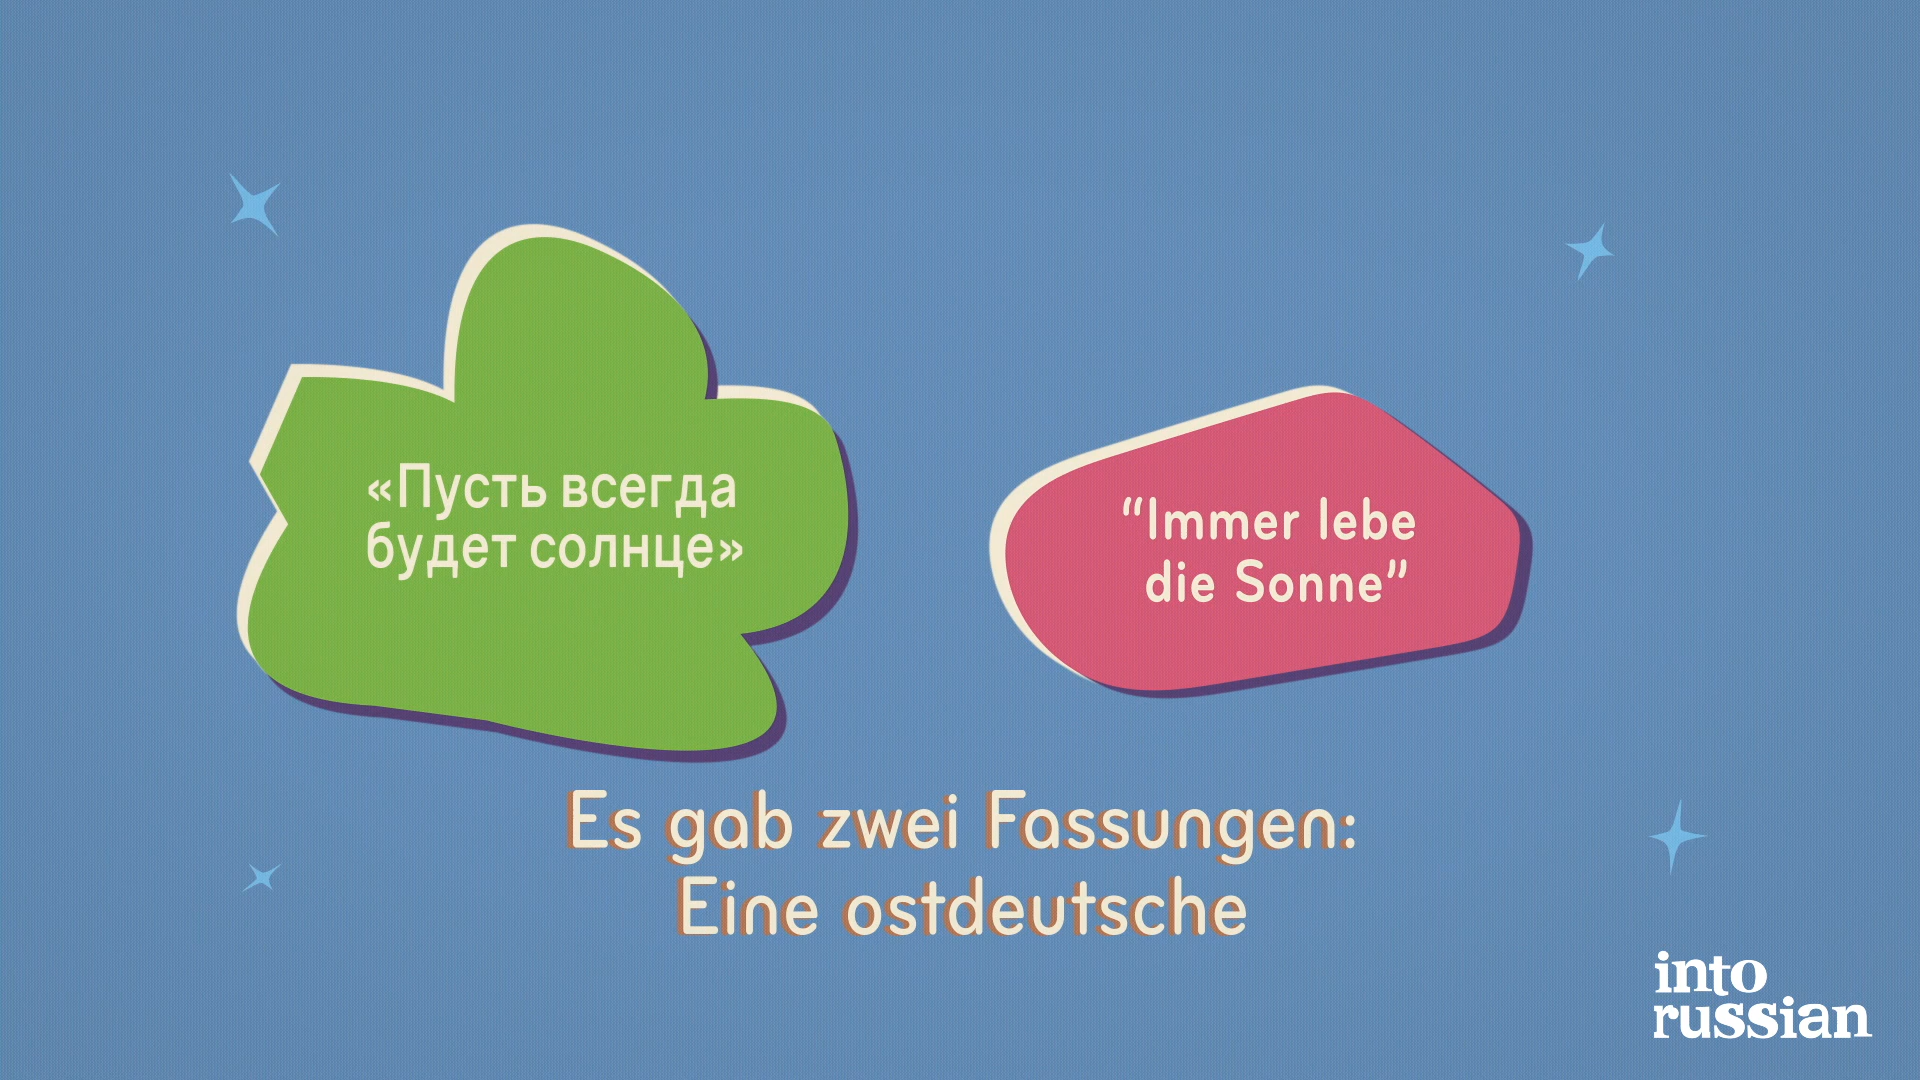 «Пусть всегда
будет солнце»
“Immer lebe
die Sonne”
Es gab zwei Fassungen:
Eine ostdeutsche
into
russian